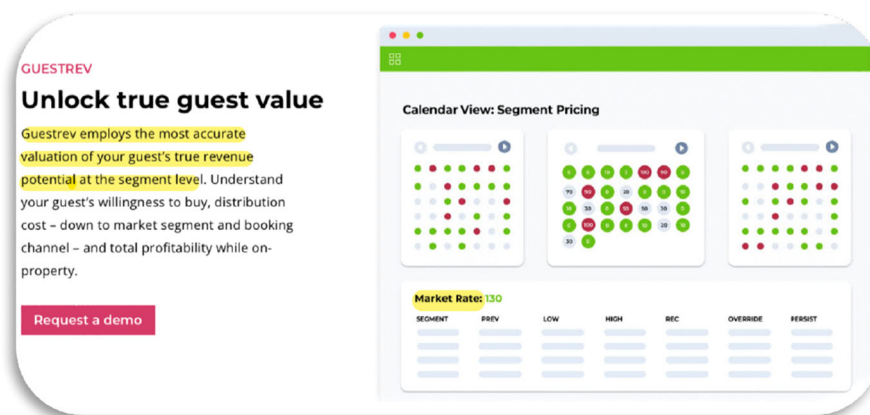 GUESTREV
Unlock true guest value
Guestrev employs the most accurate
valuation of your guest's true revenue
potential at the segment level. Understand
your guest's willingness to buy, distribution
cost – down to market segment and booking
channel – and total profitability while on-
property.
Request a demo
Calendar View: Segment Pricing
Market Rate: 130
SEGMENT PREV LOW HIGH REC OVERRIDE PERSIST